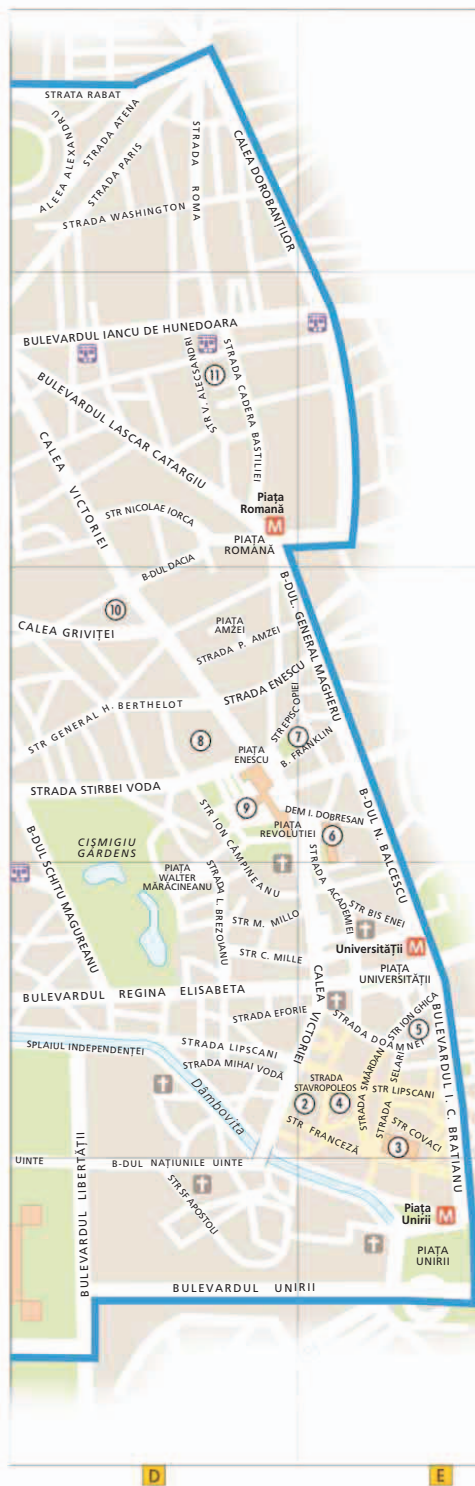 STRATA RABAT
ALEEA ALEXANDRU
STRADA ATENA
STRADA PARIS
STRADA ROMA
CALEA DOROBANȚILOR
STRADA WASHINGTON
BULEVARDUL IANCU DE HUNEDOARA
STR V. ALECSANDRI
11
STRADA CADERA BASTILIEI
BULEVARDUL LASCAR CATARGIU
CALEA VICTORIEI
Piața
Romană
M
STR NICOLAE IORCA
PIAȚA
ROMÂNĂ
B-DUL DACIA
10
CALEA GRIVIȚEI
PIAȚA
AMZEI
STRADA P. AMZEI
B-DUL. GENERAL MAGHERU
STRADA ENESCU
STR GENERAL H. BERTHELOT
STR EPISCOPIEI
8
7
B. FRANKLIN
PIAȚA
ENESCU
STRADA STIRBEI VODA
9
DEM I. DOBRESAN
PIAȚA
REVOLUTIEI
6
B-DUL N. BALCESCU
B-DUL SCHITU MAGUREANU
CIȘMIGIU
GARDENS
STR ION CÂMPINEANU
PIAȚA
WALTER
MĂRĂCINEANU
STRADA L. BREZOIANU
STRADA ACADEMIEI
STR BIS ENEI
STR M. MILLO
UniversităȚii
M
STR C. MILLE
PIAȚA
UNIVERSITĂȚII
BULEVARDUL REGINA ELISABETA
CALEA VICTORIEI
STRADA EFORIE
STRADA DOAMNEI
STR ION GHICA
5
BULEVARDUL I. C. BRATIANU
SPLAIUL INDEPENDENȚEI
STRADA LIPSCANI
STRADA MIHAI VODĂ
Dâmbovita
STRADA
STAVROPOLEOS
STRADA SMÂRDAN
STRADA SELARI
STR LIPSCANI
2
4
STR FRANCEZĂ
STR COVACI
3
UINTE
B-DUL NAȚIUNILE UINTE
STR SF APOSTOLI
BULEVARDUL LIBERTĂȚII
Piața
Unirii
M
PIAȚA
UNIRII
BULEVARDUL UNIRII
D
E